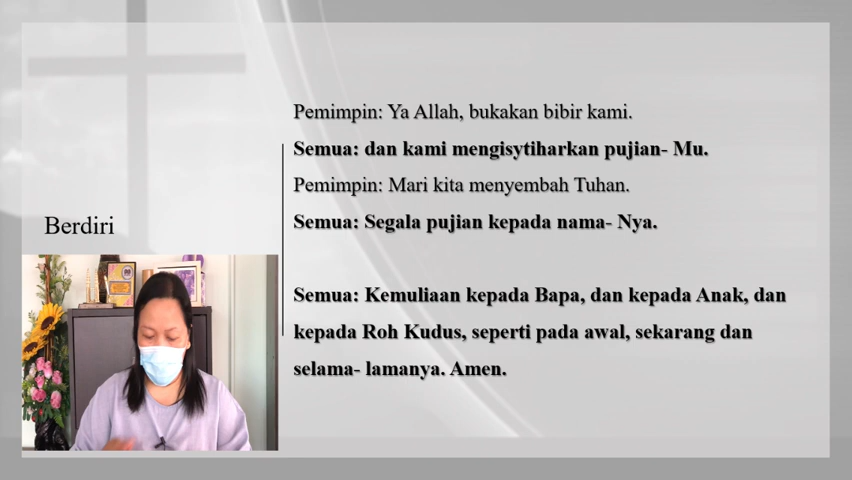 Pemimpin: Ya Allah, bukakan bibir kami.
Semua: dan kami mengisytiharkan pujian- Mu.
Pemimpin: Mari kita menyembah Tuhan.
Semua: Segala pujian kepada nama- Nya.
Berdiri
Semua: Kemuliaan kepada Bapa, dan kepada Anak, dan
kepada Roh Kudus, seperti pada awal, sekarang dan
selama- lamanya. Amen.